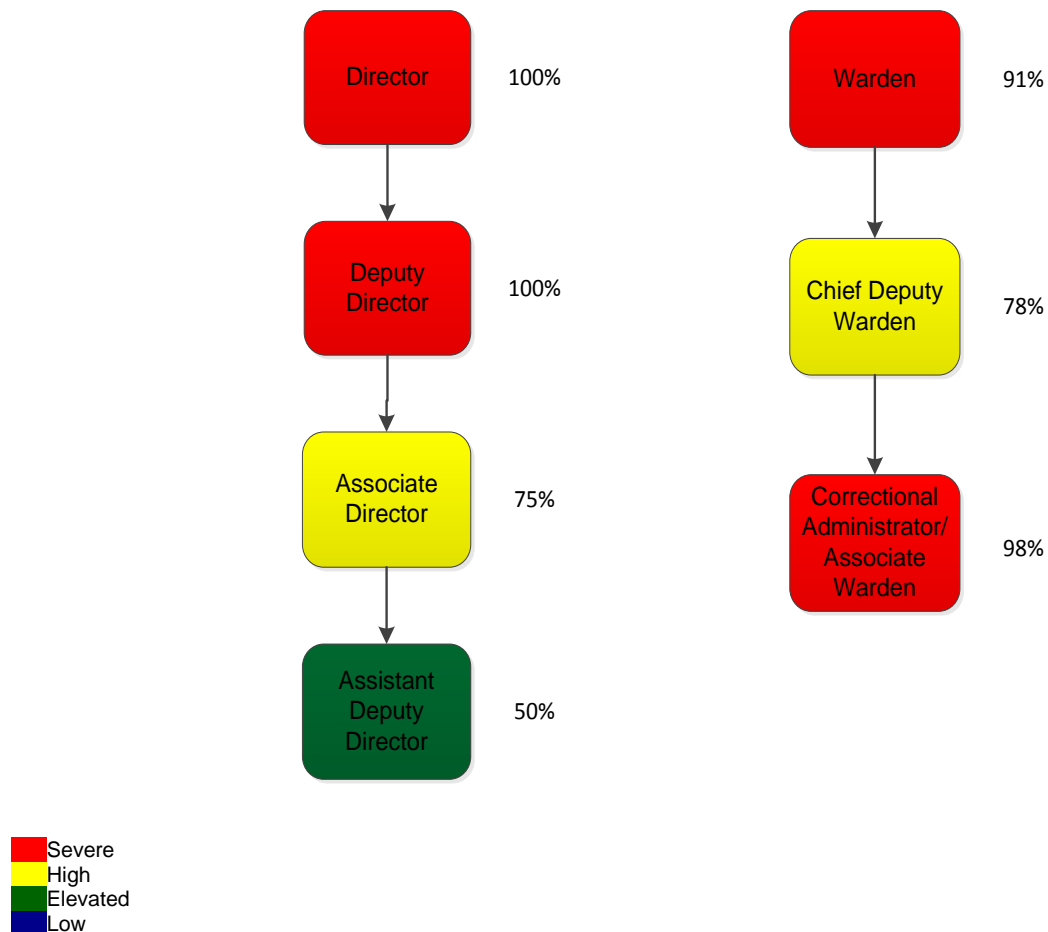 Director
100%
Deputy
Director
100%
Associate
Director
75%
Assistant
Deputy
Director
50%
Warden
91%
Chief Deputy
Warden
78%
Correctional
Administrator/
Associate
Warden
98%
Severe
High
Elevated
Low